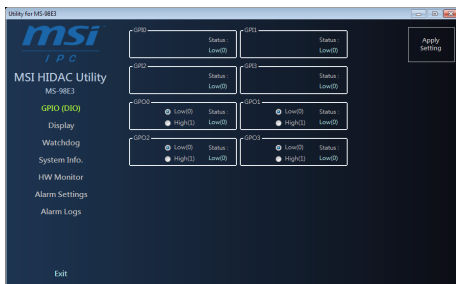 Utility for MS-98E3
msi
IPC
MSI HIDAC Utility
MS-98E3
GPIO (DIO)
Display
Watchdog
System Info.
HW Monitor
Alarm Settings
Alarm Logs
Exit
GPI0
Status :
Low(0)
GPI1
Status :
Low(0)
GPI2
Status :
Low(0)
GPI3
Status :
Low(0)
GPO0
Low(0) Status :
High(1) Low(0)
GPO1
Low(0) Status :
High(1) Low(0)
GPO2
Low(0) Status :
High(1) Low(0)
GPO3
Low(0) Status :
High(1) Low(0)
Apply
Setting